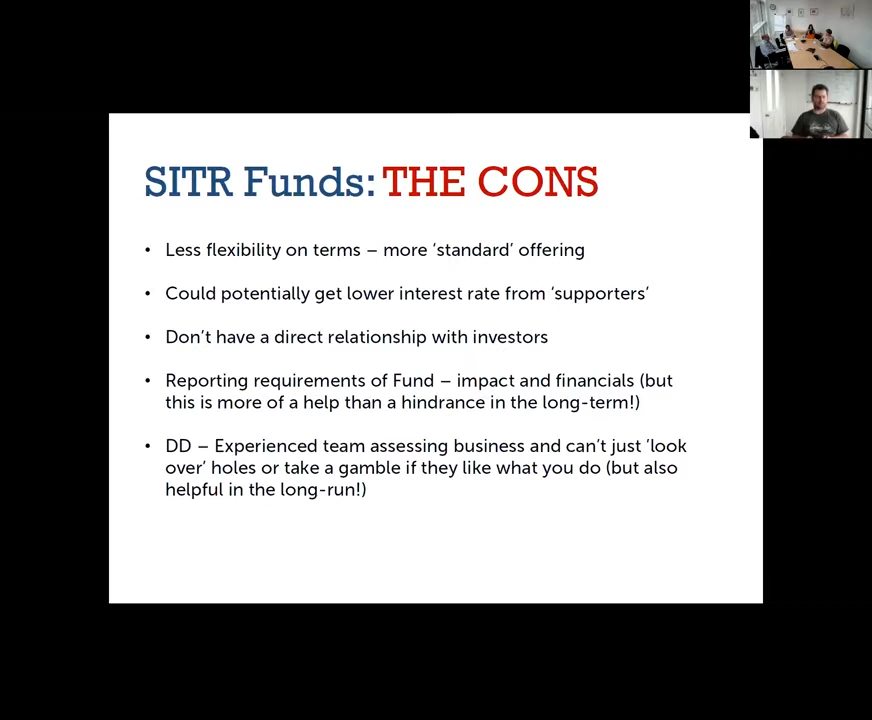 SITR Funds: THE CONS
• Less flexibility on terms – more ‘standard’ offering
• Could potentially get lower interest rate from ‘supporters’
• Don’t have a direct relationship with investors
• Reporting requirements of Fund – impact and financials (but
this is more of a help than a hindrance in the long-term!)
• DD – Experienced team assessing business and can’t just ‘look
over’ holes or take a gamble if they like what you do (but also
helpful in the long-run!)